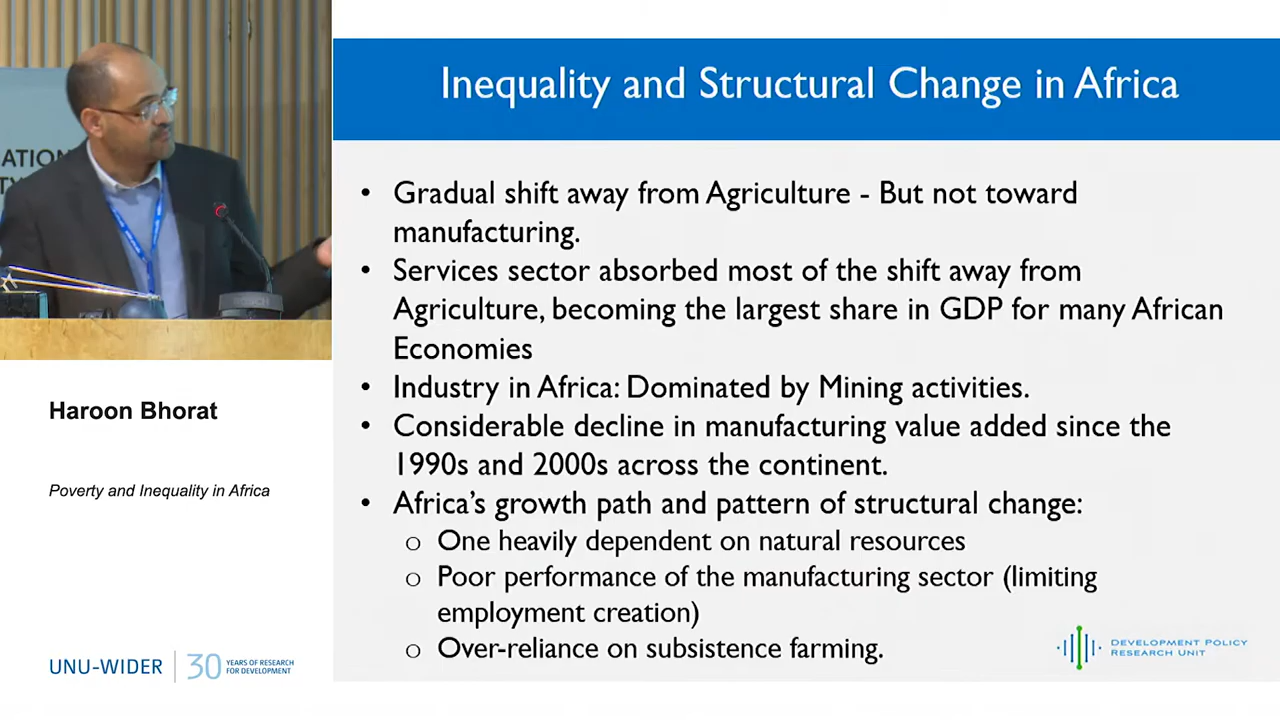 Inequality and Structural Change in Africa
• Gradual shift away from Agriculture - But not toward
manufacturing.
• Services sector absorbed most of the shift away from
Agriculture, becoming the largest share in GDP for many African
Economies
• Industry in Africa: Dominated by Mining activities.
• Considerable decline in manufacturing value added since the
1990s and 2000s across the continent.
• Africa's growth path and pattern of structural change:
o One heavily dependent on natural resources
o Poor performance of the manufacturing sector (limiting
employment creation)
o Over-reliance on subsistence farming.
DEVELOPMENT POLICY
RESEARCH UNIT
ATION
BOSCH
Haroon Bhorat
Poverty and Inequality in Africa
UNU-WIDER
30 YEARS OF RESEARCH
FOR DEVELOPMENT